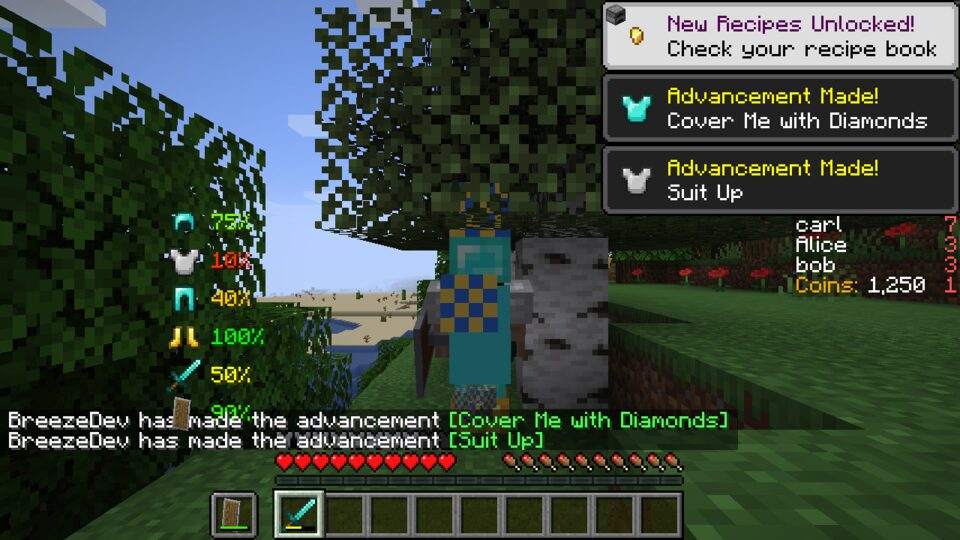 New Recipes Unlocked!
Check your recipe book
Advancement Made!
Cover Me with Diamonds
Advancement Made!
Suit Up
carl 7
Alice 3
bob 3
Coins: 1,250 1
75%
10%
40%
100%
50%
90%
BreezeDev has made the advancement [Cover Me with Diamonds]
BreezeDev has made the advancement [Suit Up]